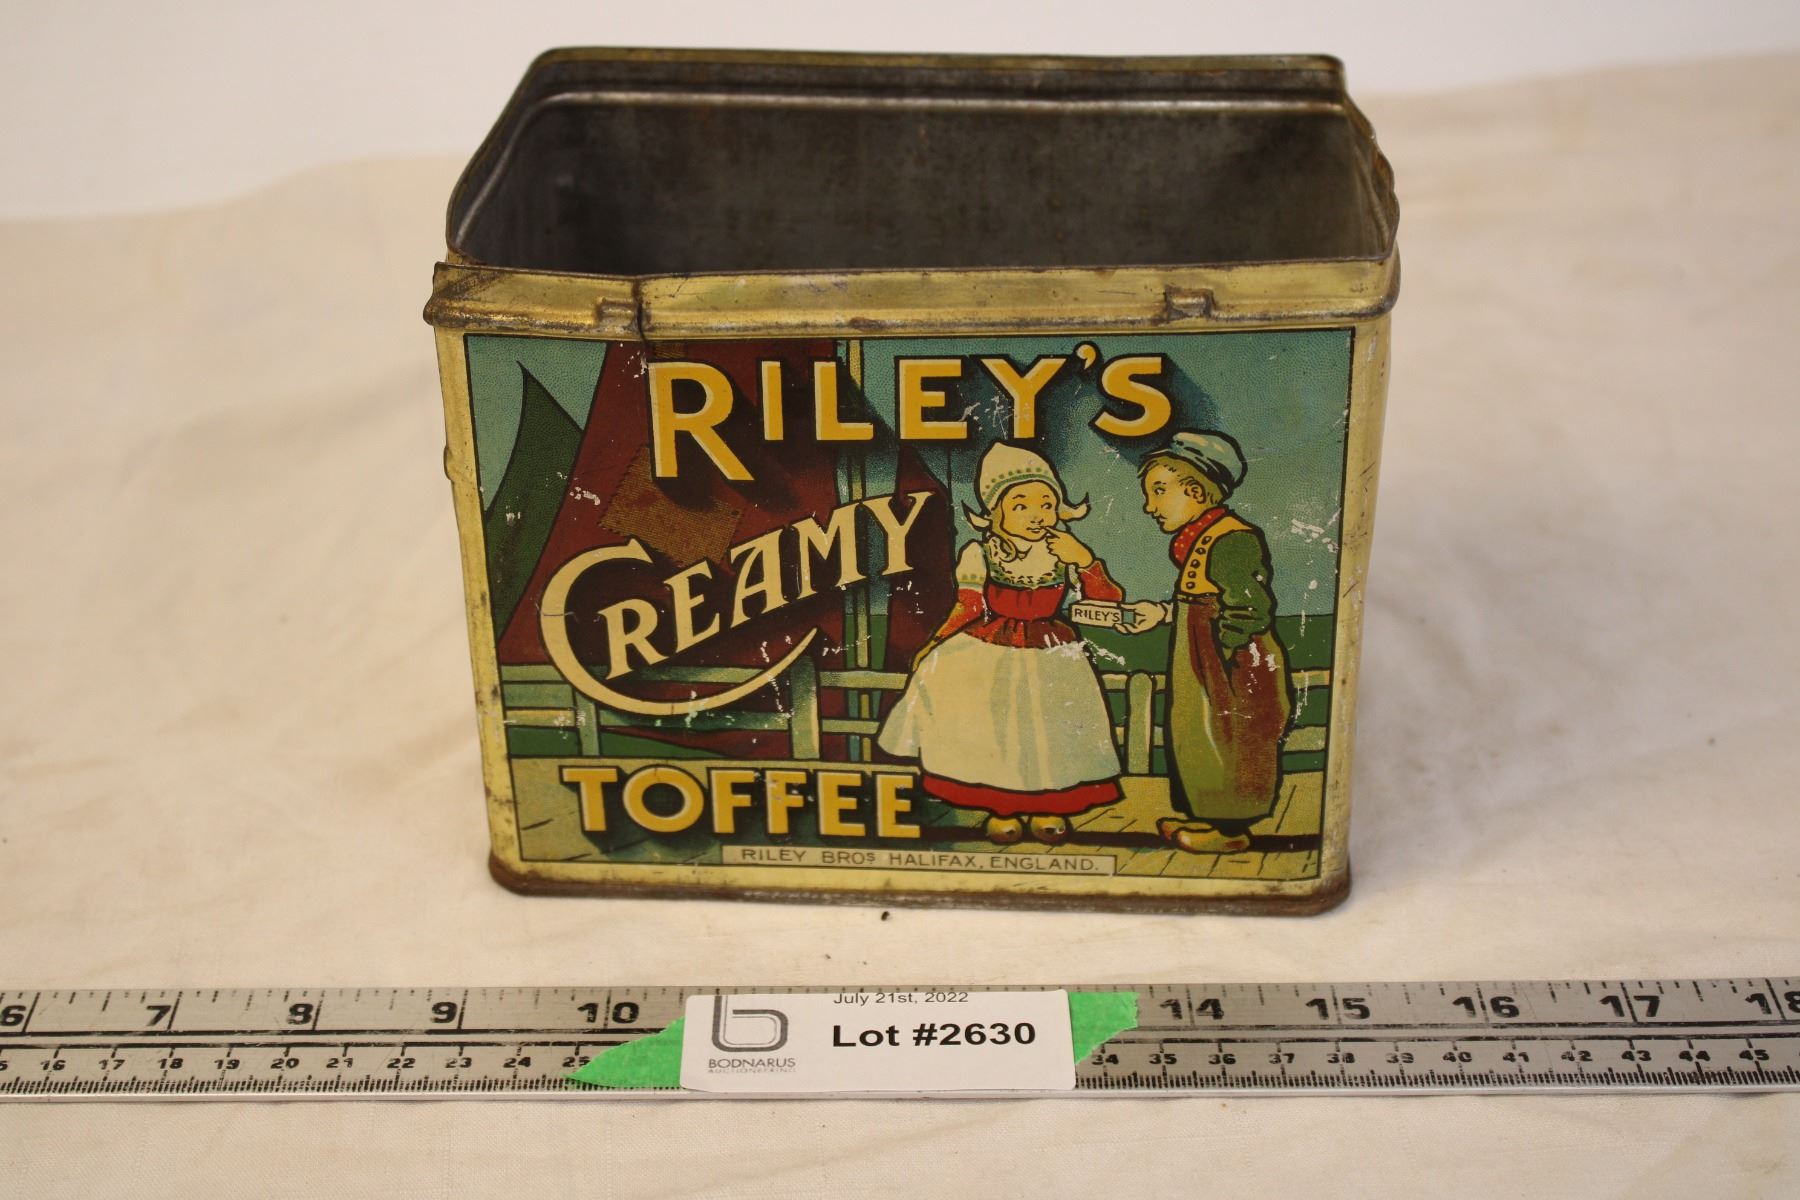 RILEY'S
CREAMY
RILEY'S
TOFFEE
RILEY BROS HALIFAX, ENGLAND.
6 7 8 9 10 14 15 16 17 18
16 17 18 19 20 21 22 23 24 25 34 35 36 37 38 39 40 41 42 43 44 45
July 21st, 2022
Lot #2630
BODNARUS
AUCTIONEERING